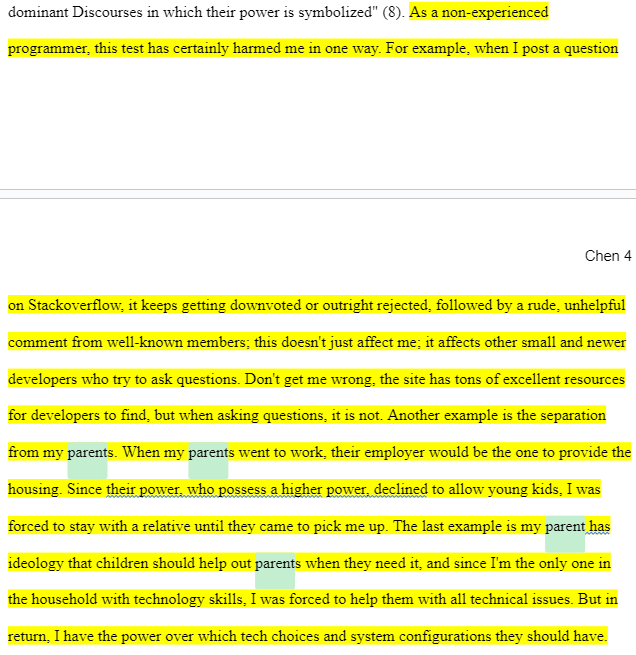 dominant Discourses in which their power is symbolized" (8). As a non-experienced
programmer, this test has certainly harmed me in one way. For example, when I post a question
Chen 4
on Stackoverflow, it keeps getting downvoted or outright rejected, followed by a rude, unhelpful
comment from well-known members; this doesn't just affect me; it affects other small and newer
developers who try to ask questions. Don't get me wrong, the site has tons of excellent resources
for developers to find, but when asking questions, it is not. Another example is the separation
from my parents. When my parents went to work, their employer would be the one to provide the
housing. Since their power, who possess a higher power, declined to allow young kids, I was
forced to stay with a relative until they came to pick me up. The last example is my parent has
ideology that children should help out parents when they need it, and since I'm the only one in
the household with technology skills, I was forced to help them with all technical issues. But in
return, I have the power over which tech choices and system configurations they should have.